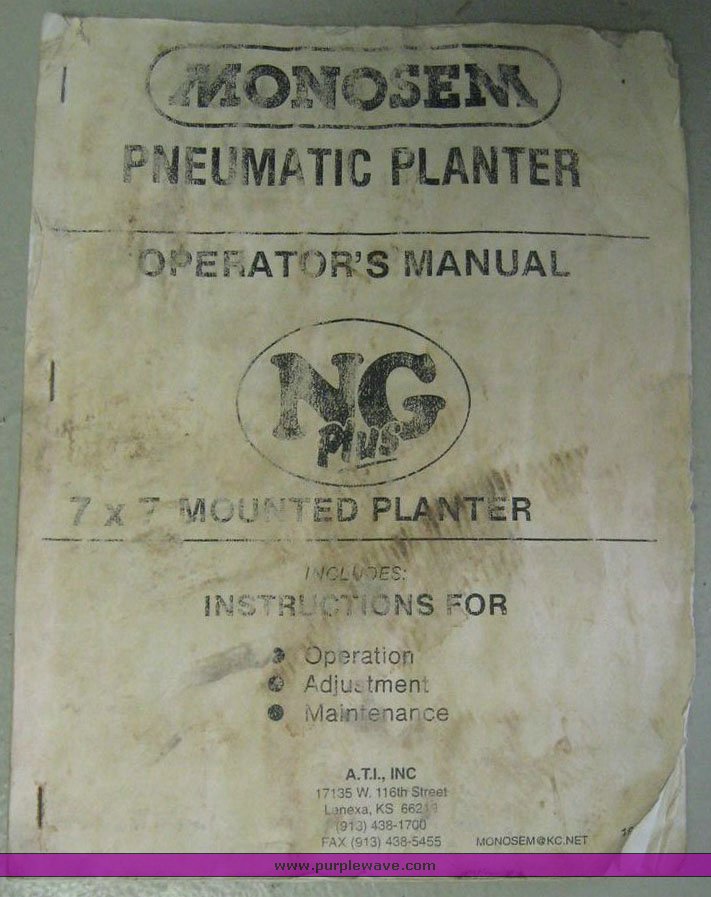 MONOSEM
PNEUMATIC PLANTER
OPERATOR'S MANUAL
NG
Plus
7 x 7 MOUNTED PLANTER
INCLUDES:
INSTRUCTIONS FOR
Operation
Adjustment
Maintenance
A.T.I., INC
17135 W. 116th Street
Lenexa, KS 66219
(913) 438-1700
FAX (913) 438-5455 MONOSEM@KC.NET
www.purplewave.com